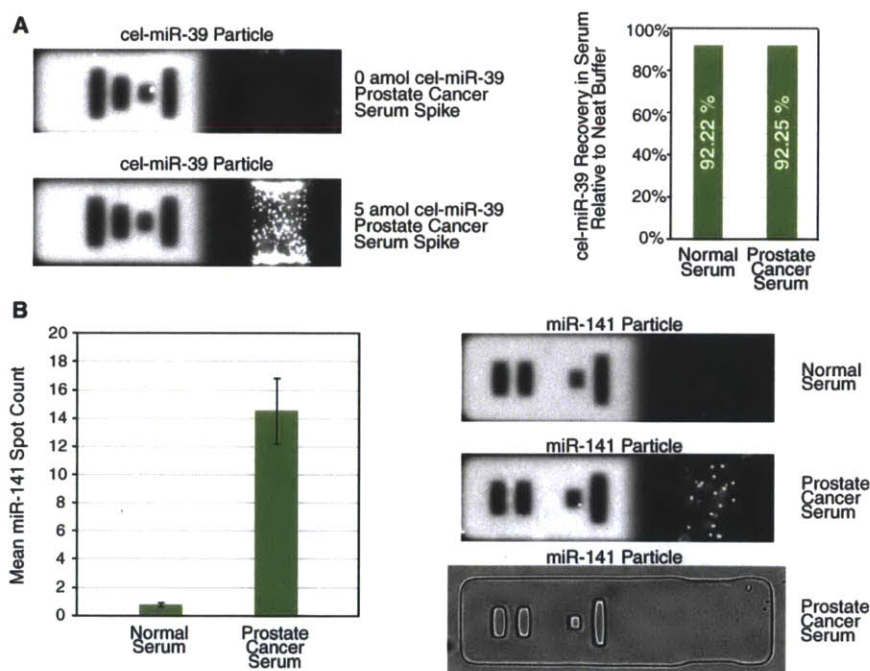 A
cel-miR-39 Particle
0 amol cel-miR-39
Prostate Cancer
Serum Spike
cel-miR-39 Particle
5 amol cel-miR-39
Prostate Cancer
Serum Spike
cel-miR-39 Recovery in Serum
Relative to Neat Buffer
100%
80%
60%
40%
20%
0%
92.22 %
92.25 %
Normal
Serum
Prostate
Cancer
Serum
B
Mean miR-141 Spot Count
20
18
16
14
12
10
8
6
4
2
0
Normal
Serum
Prostate
Cancer
Serum
miR-141 Particle
Normal
Serum
miR-141 Particle
Prostate
Cancer
Serum
miR-141 Particle
Prostate
Cancer
Serum